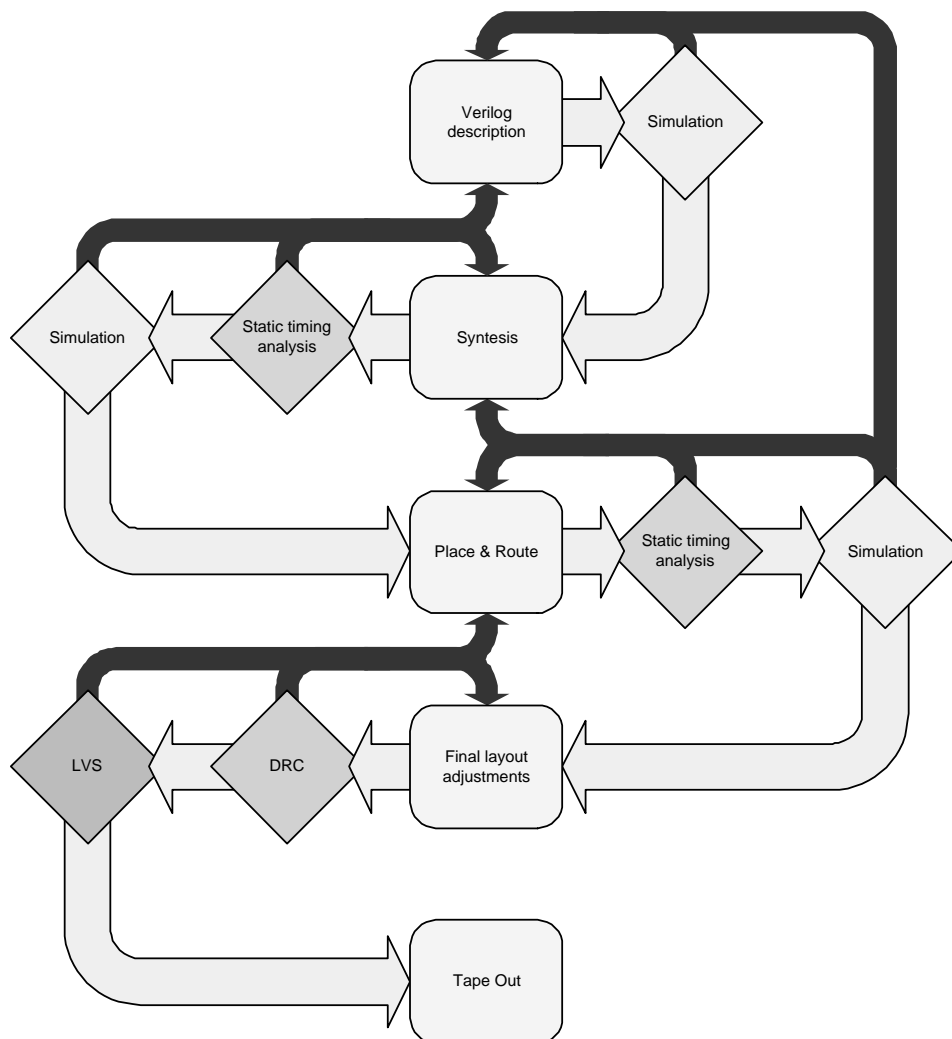 Verilog
description
Simulation
Simulation
Static timing
analysis
Syntesis
Place & Route
Static timing
analysis
Simulation
LVS
DRC
Final layout
adjustments
Tape Out